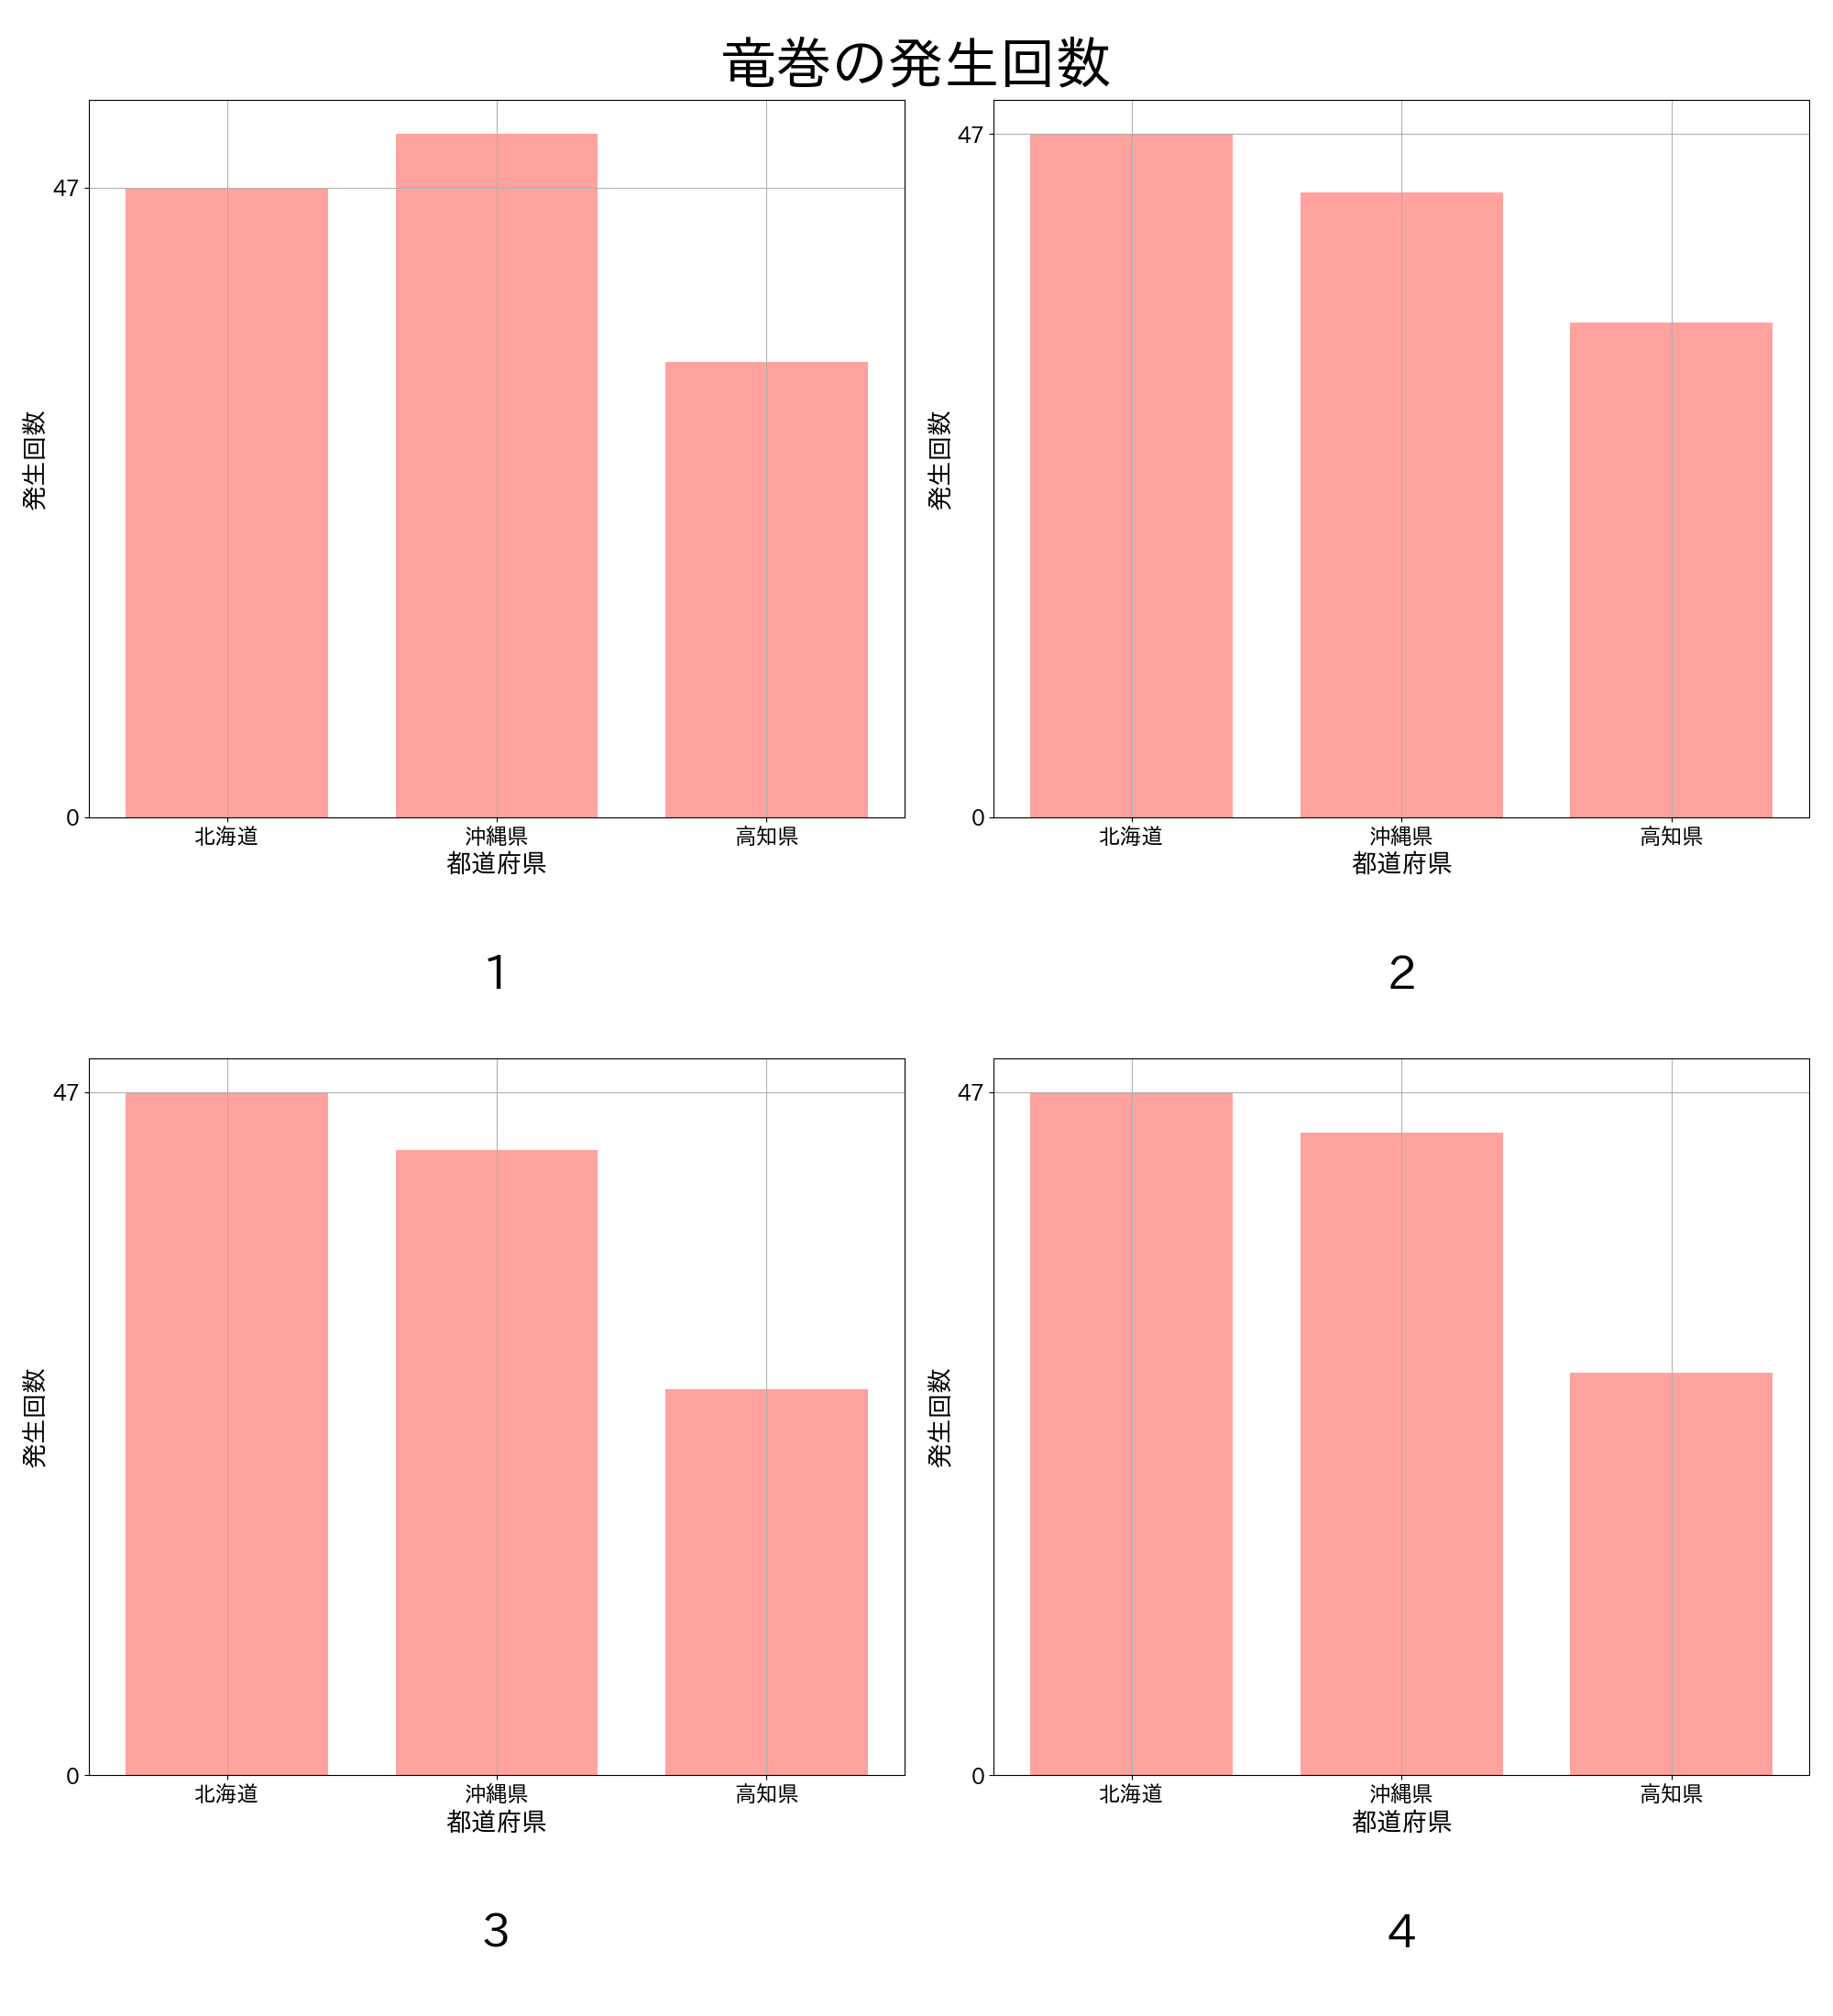 竜巻の発生回数
47
0
発生回数
北海道 沖縄県 高知県
都道府県
1
47
0
発生回数
北海道 沖縄県 高知県
都道府県
2
47
0
発生回数
北海道 沖縄県 高知県
都道府県
3
47
0
発生回数
北海道 沖縄県 高知県
都道府県
4